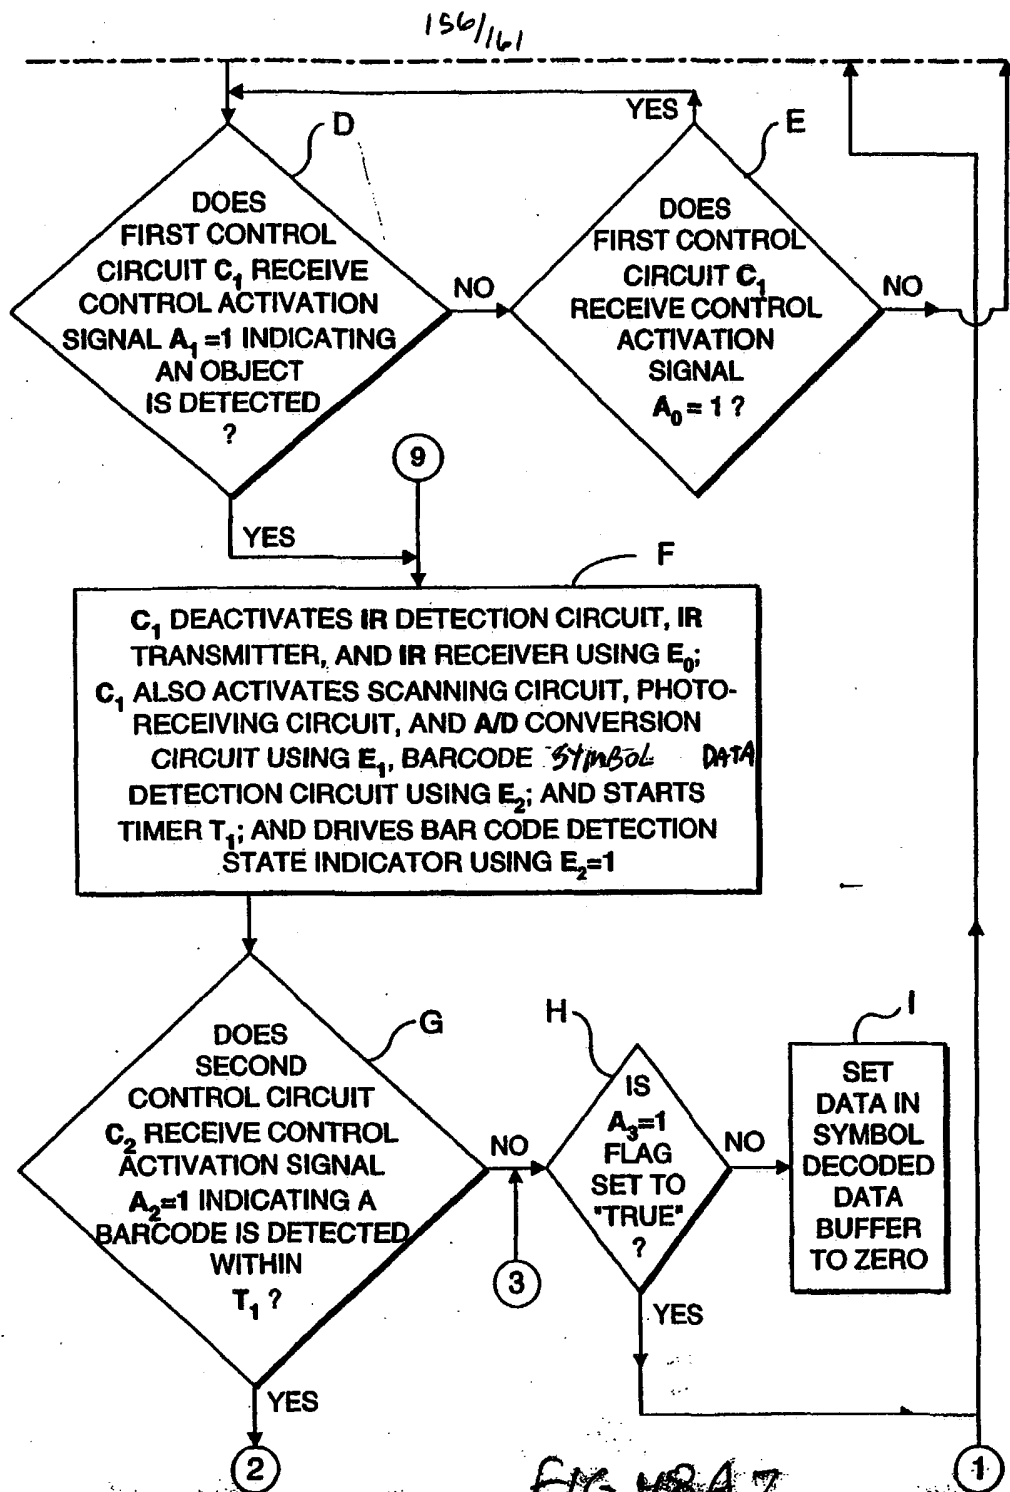 156/161
YES
D
E
DOES
FIRST CONTROL
CIRCUIT C₁ RECEIVE
CONTROL ACTIVATION
SIGNAL A₁ =1 INDICATING
AN OBJECT
IS DETECTED
?
NO
DOES
FIRST CONTROL
CIRCUIT C₁
RECEIVE CONTROL
ACTIVATION
SIGNAL
A₀ = 1 ?
NO
9
YES
F
C₁ DEACTIVATES IR DETECTION CIRCUIT, IR
TRANSMITTER, AND IR RECEIVER USING E₀;
C₁ ALSO ACTIVATES SCANNING CIRCUIT, PHOTO-
RECEIVING CIRCUIT, AND A/D CONVERSION
CIRCUIT USING E₁, BARCODE SYMBOL DATA
DETECTION CIRCUIT USING E₂; AND STARTS
TIMER T₁; AND DRIVES BAR CODE DETECTION
STATE INDICATOR USING E₂=1
G
DOES
SECOND
CONTROL CIRCUIT
C₂ RECEIVE CONTROL
ACTIVATION SIGNAL
A₂=1 INDICATING A
BARCODE IS DETECTED
WITHIN
T₁ ?
NO
3
H
IS
A₃=1
FLAG
SET TO
"TRUE"
?
NO
I
SET
DATA IN
SYMBOL
DECODED
DATA
BUFFER
TO ZERO
YES
YES
2
1
FIG.